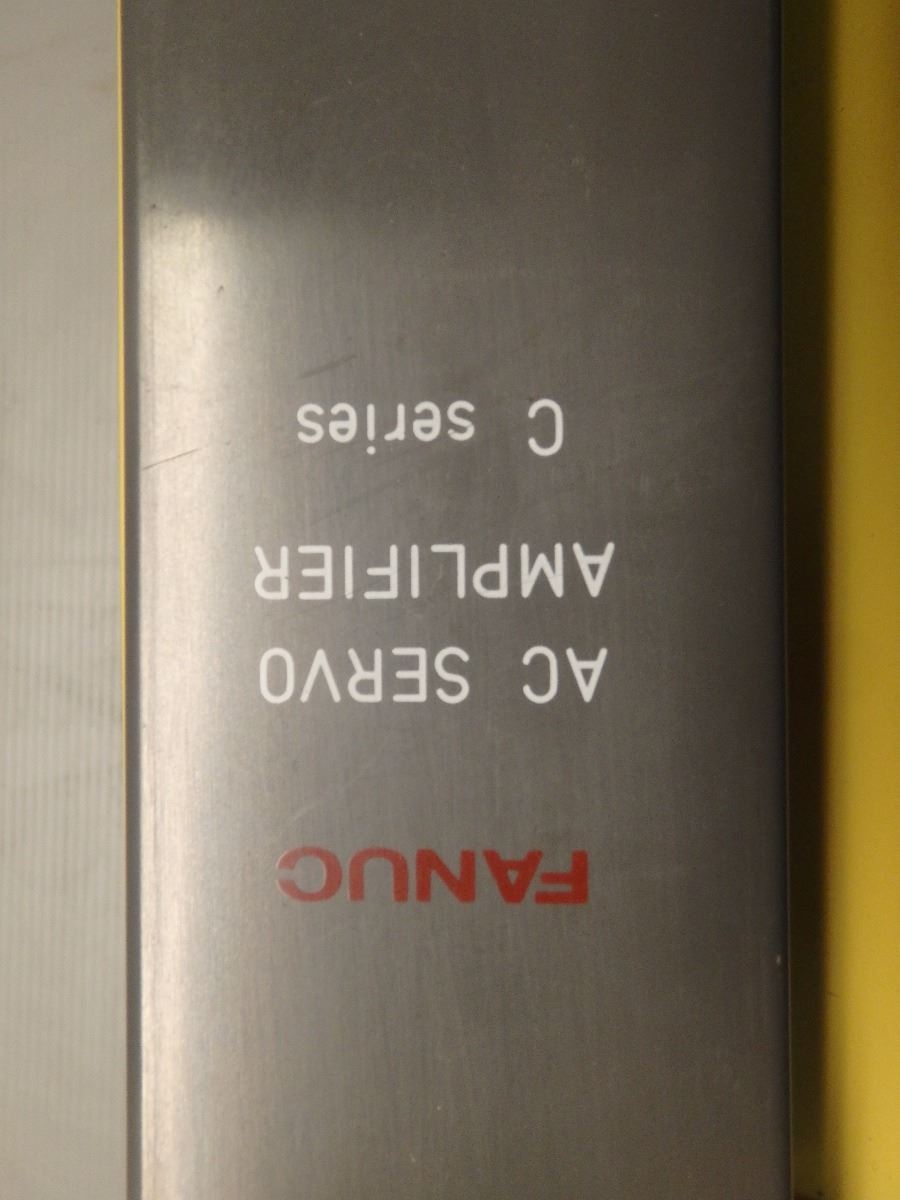 FANUC
AC SERVO
AMPLIFIER
C series